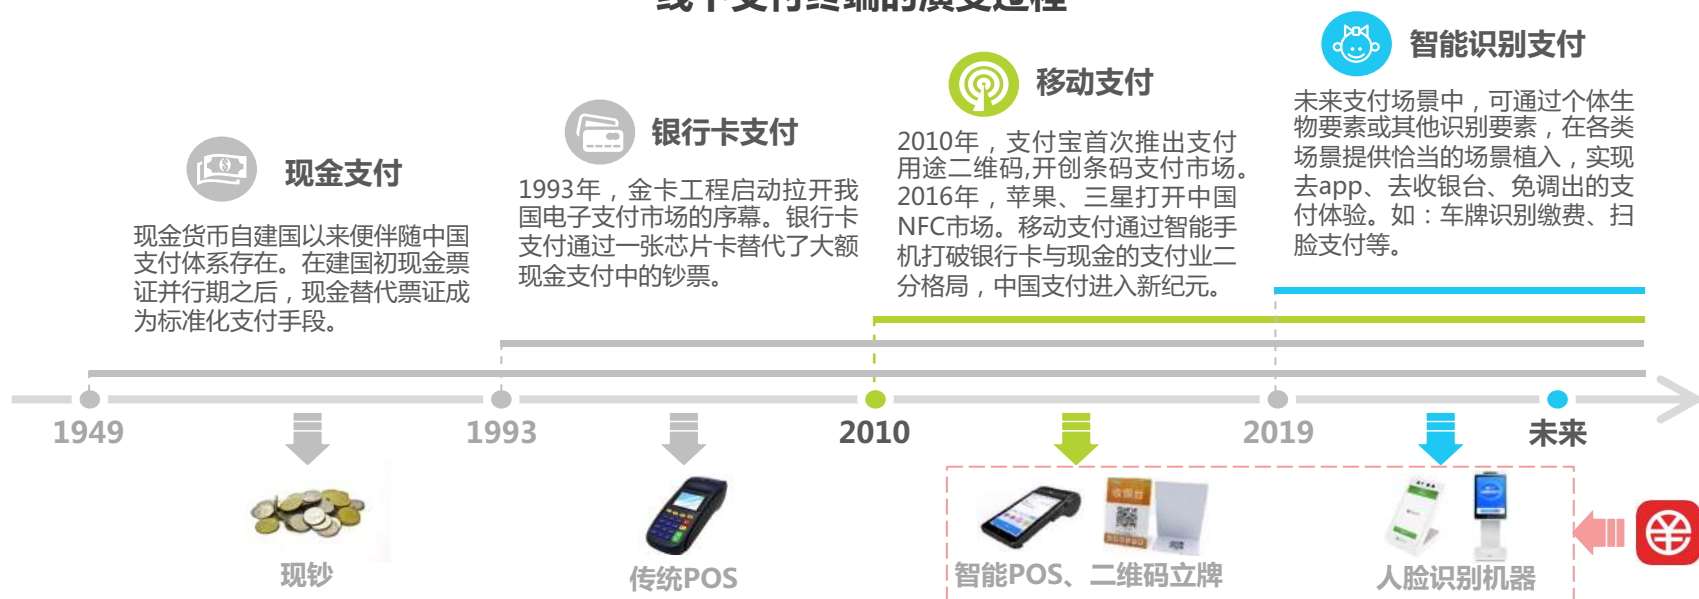 线下支付终端的演变过程
智能识别支付
未来支付场景中，可通过个体生
物要素或其他识别要素，在各类
场景提供恰当的场景植入，实现
去app、去收银台、免调出的支
付体验。如：车牌识别缴费、扫
脸支付等。
移动支付
2010年，支付宝首次推出支付
用途二维码,开创条码支付市场。
2016年，苹果、三星打开中国
NFC市场。移动支付通过智能手
机打破银行卡与现金的支付业二
分格局，中国支付进入新纪元。
银行卡支付
1993年，金卡工程启动拉开我
国电子支付市场的序幕。银行卡
支付通过一张芯片卡替代了大额
现金支付中的钞票。
现金支付
现金货币自建国以来便伴随中国
支付体系存在。在建国初现金票
证并行期之后，现金替代票证成
为标准化支付手段。
1949
1993
2010
2019
未来
收银台
现钞
传统POS
智能POS、二维码立牌
人脸识别机器